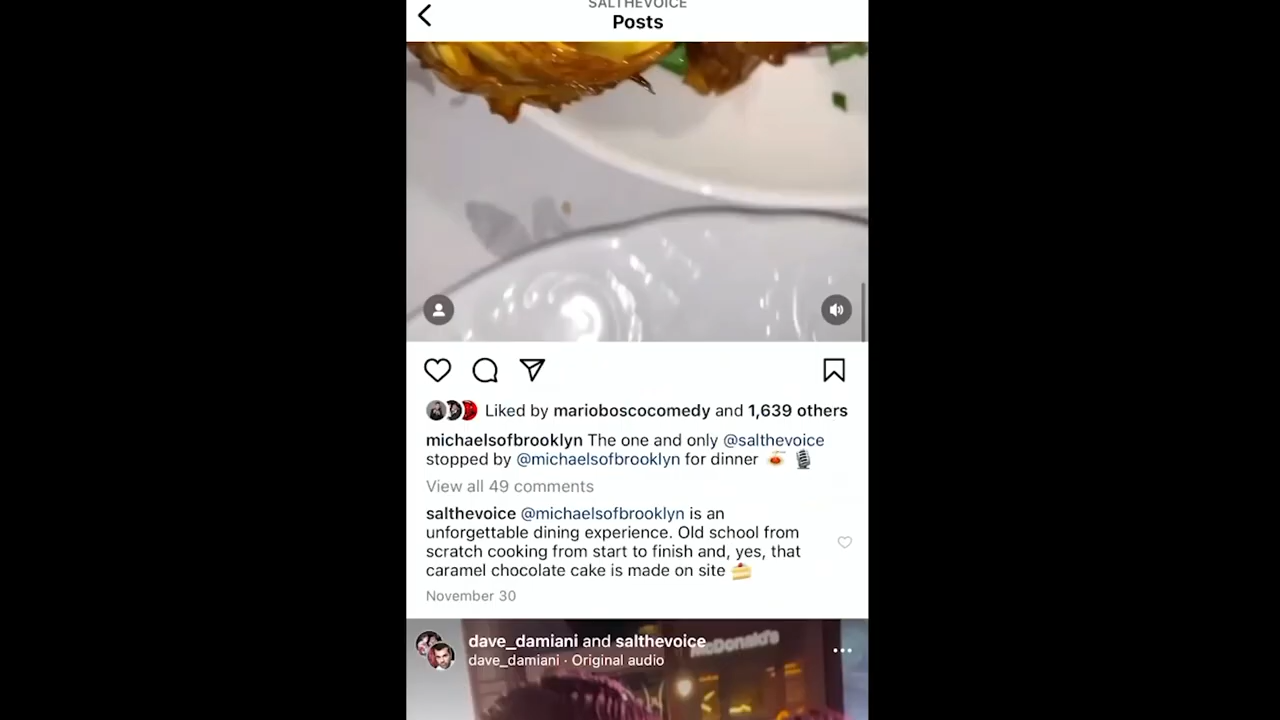 SALTHEVOICE
Posts
Liked by marioboscocomedy and 1,639 others
michaelsofbrooklyn The one and only @salthevoice
stopped by @michaelsofbrooklyn for dinner 🍝 🎙️
View all 49 comments
salthevoice @michaelsofbrooklyn is an
unforgettable dining experience. Old school from
scratch cooking from start to finish and, yes, that
caramel chocolate cake is made on site 🍰
November 30
dave_damiani and salthevoice
McDonald's
dave_damiani · Original audio